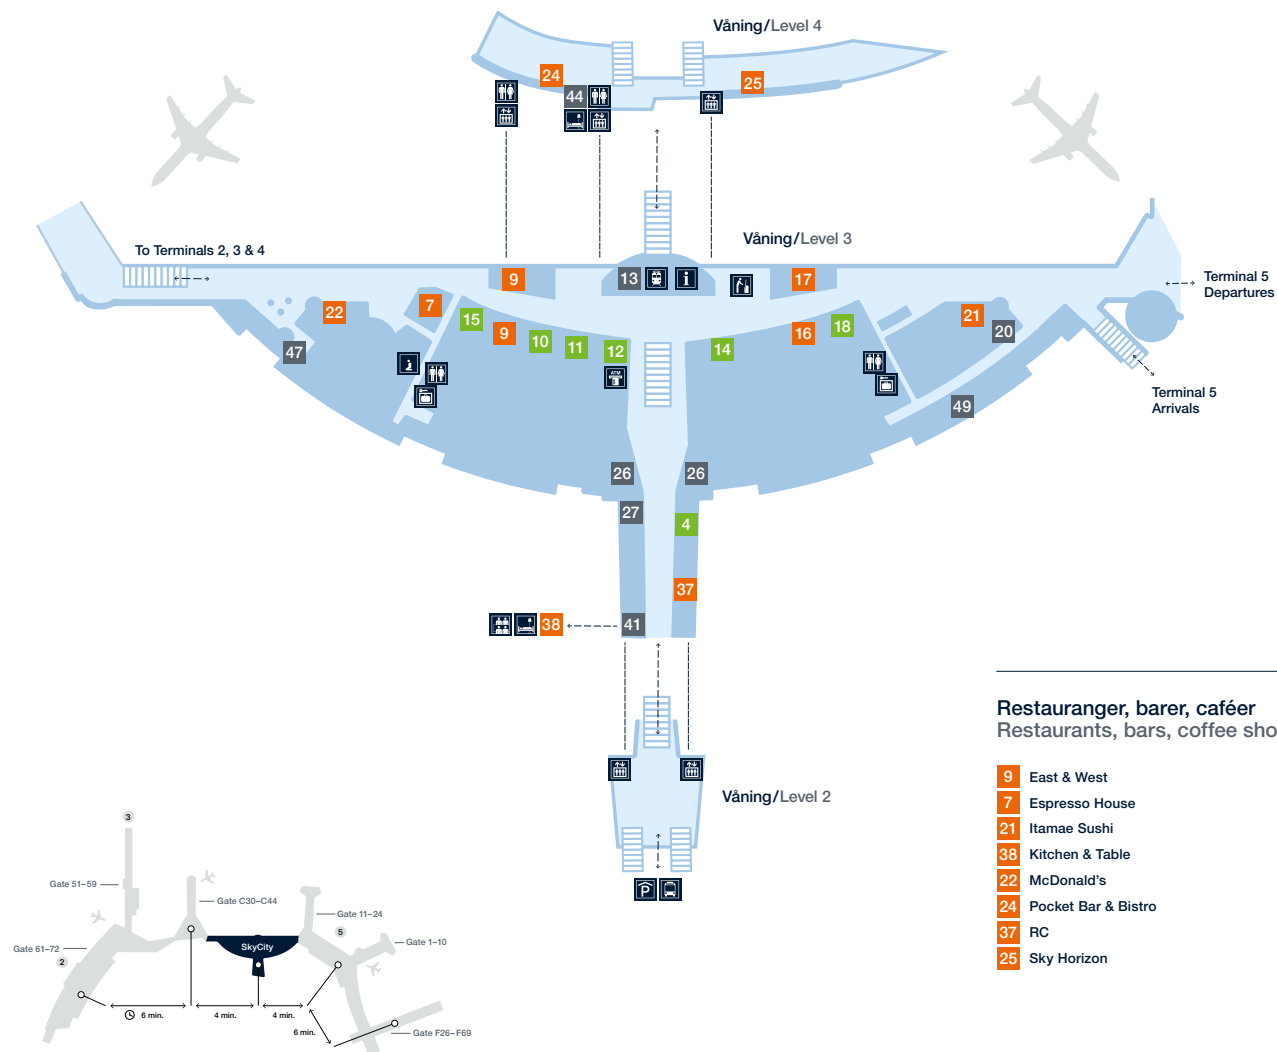 Våning/Level 4
24
25
44
Våning/Level 3
To Terminals 2, 3 & 4
9
13
17
Terminal 5
Departures
7
22
15
9
10
11
12
14
16
18
21
20
47
ATM
Terminal 5
Arrivals
49
26
26
27
4
37
38
41
P
Våning/Level 2
Restauranger, barer, caféer
Restaurants, bars, coffee sho
9 East & West
7 Espresso House
21 Itamae Sushi
38 Kitchen & Table
22 McDonald's
24 Pocket Bar & Bistro
37 RC
25 Sky Horizon
3
Gate 51–59
Gate C30–C44
Gate 11–24
5
Gate 1–10
Gate 61–72
2
SkyCity
6 min.
4 min.
4 min.
6 min.
Gate F26–F69